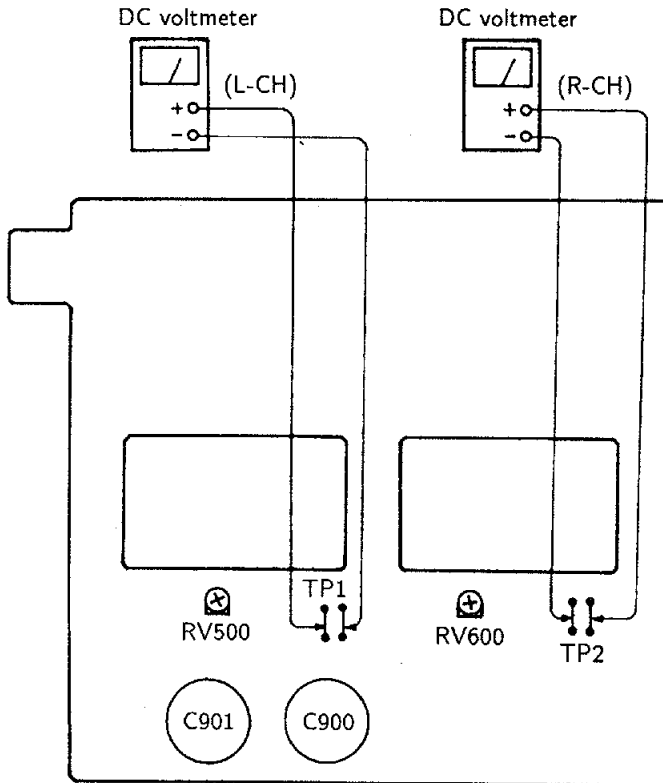 DC voltmeter
DC voltmeter
(L-CH)
(R-CH)
+
-
+
-
TP1
RV500
RV600
TP2
C901
C900